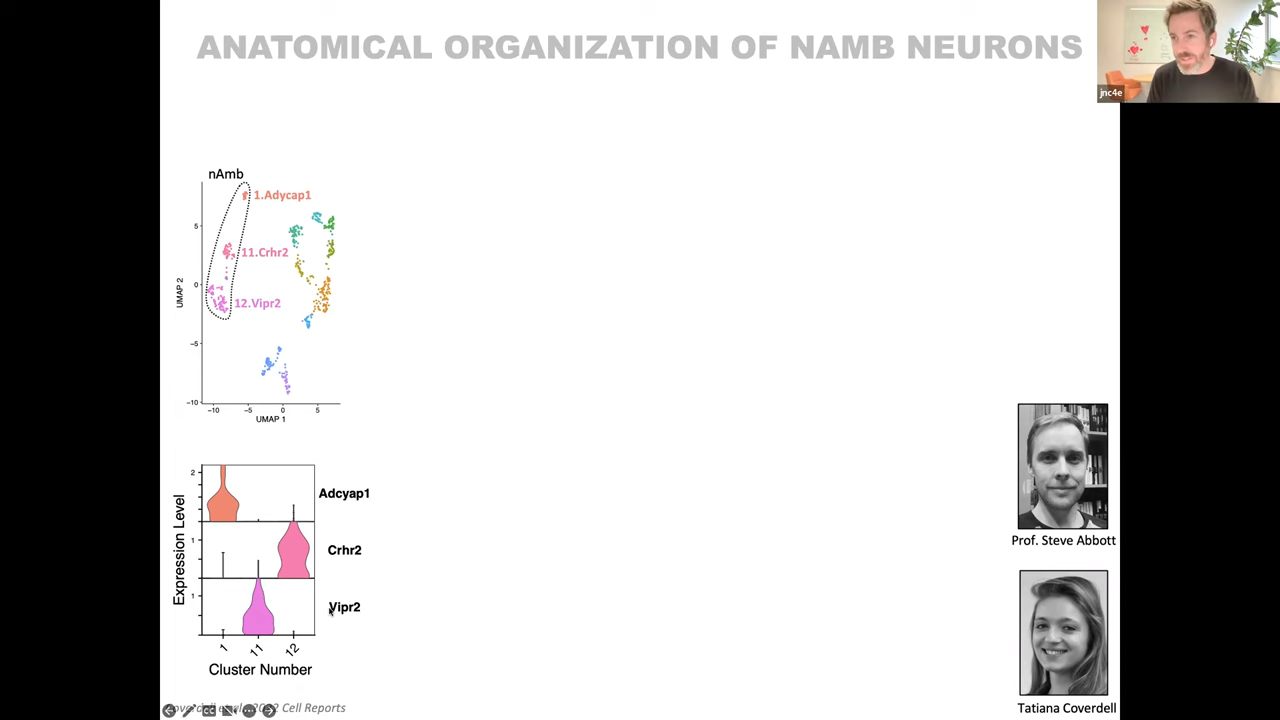 ANATOMICAL ORGANIZATION OF NAMB NEURONS
jnc4e
nAmb
1.Adycap1
11.Crhr2
12.Vipr2
UMAP 2
5
0
−5
−10
−10 −5 0 5
UMAP 1
Expression Level
2
Adcyap1
1
Crhr2
1
Vipr2
1 11 12
Cluster Number
2 Cell Reports
Prof. Steve Abbott
Tatiana Coverdell